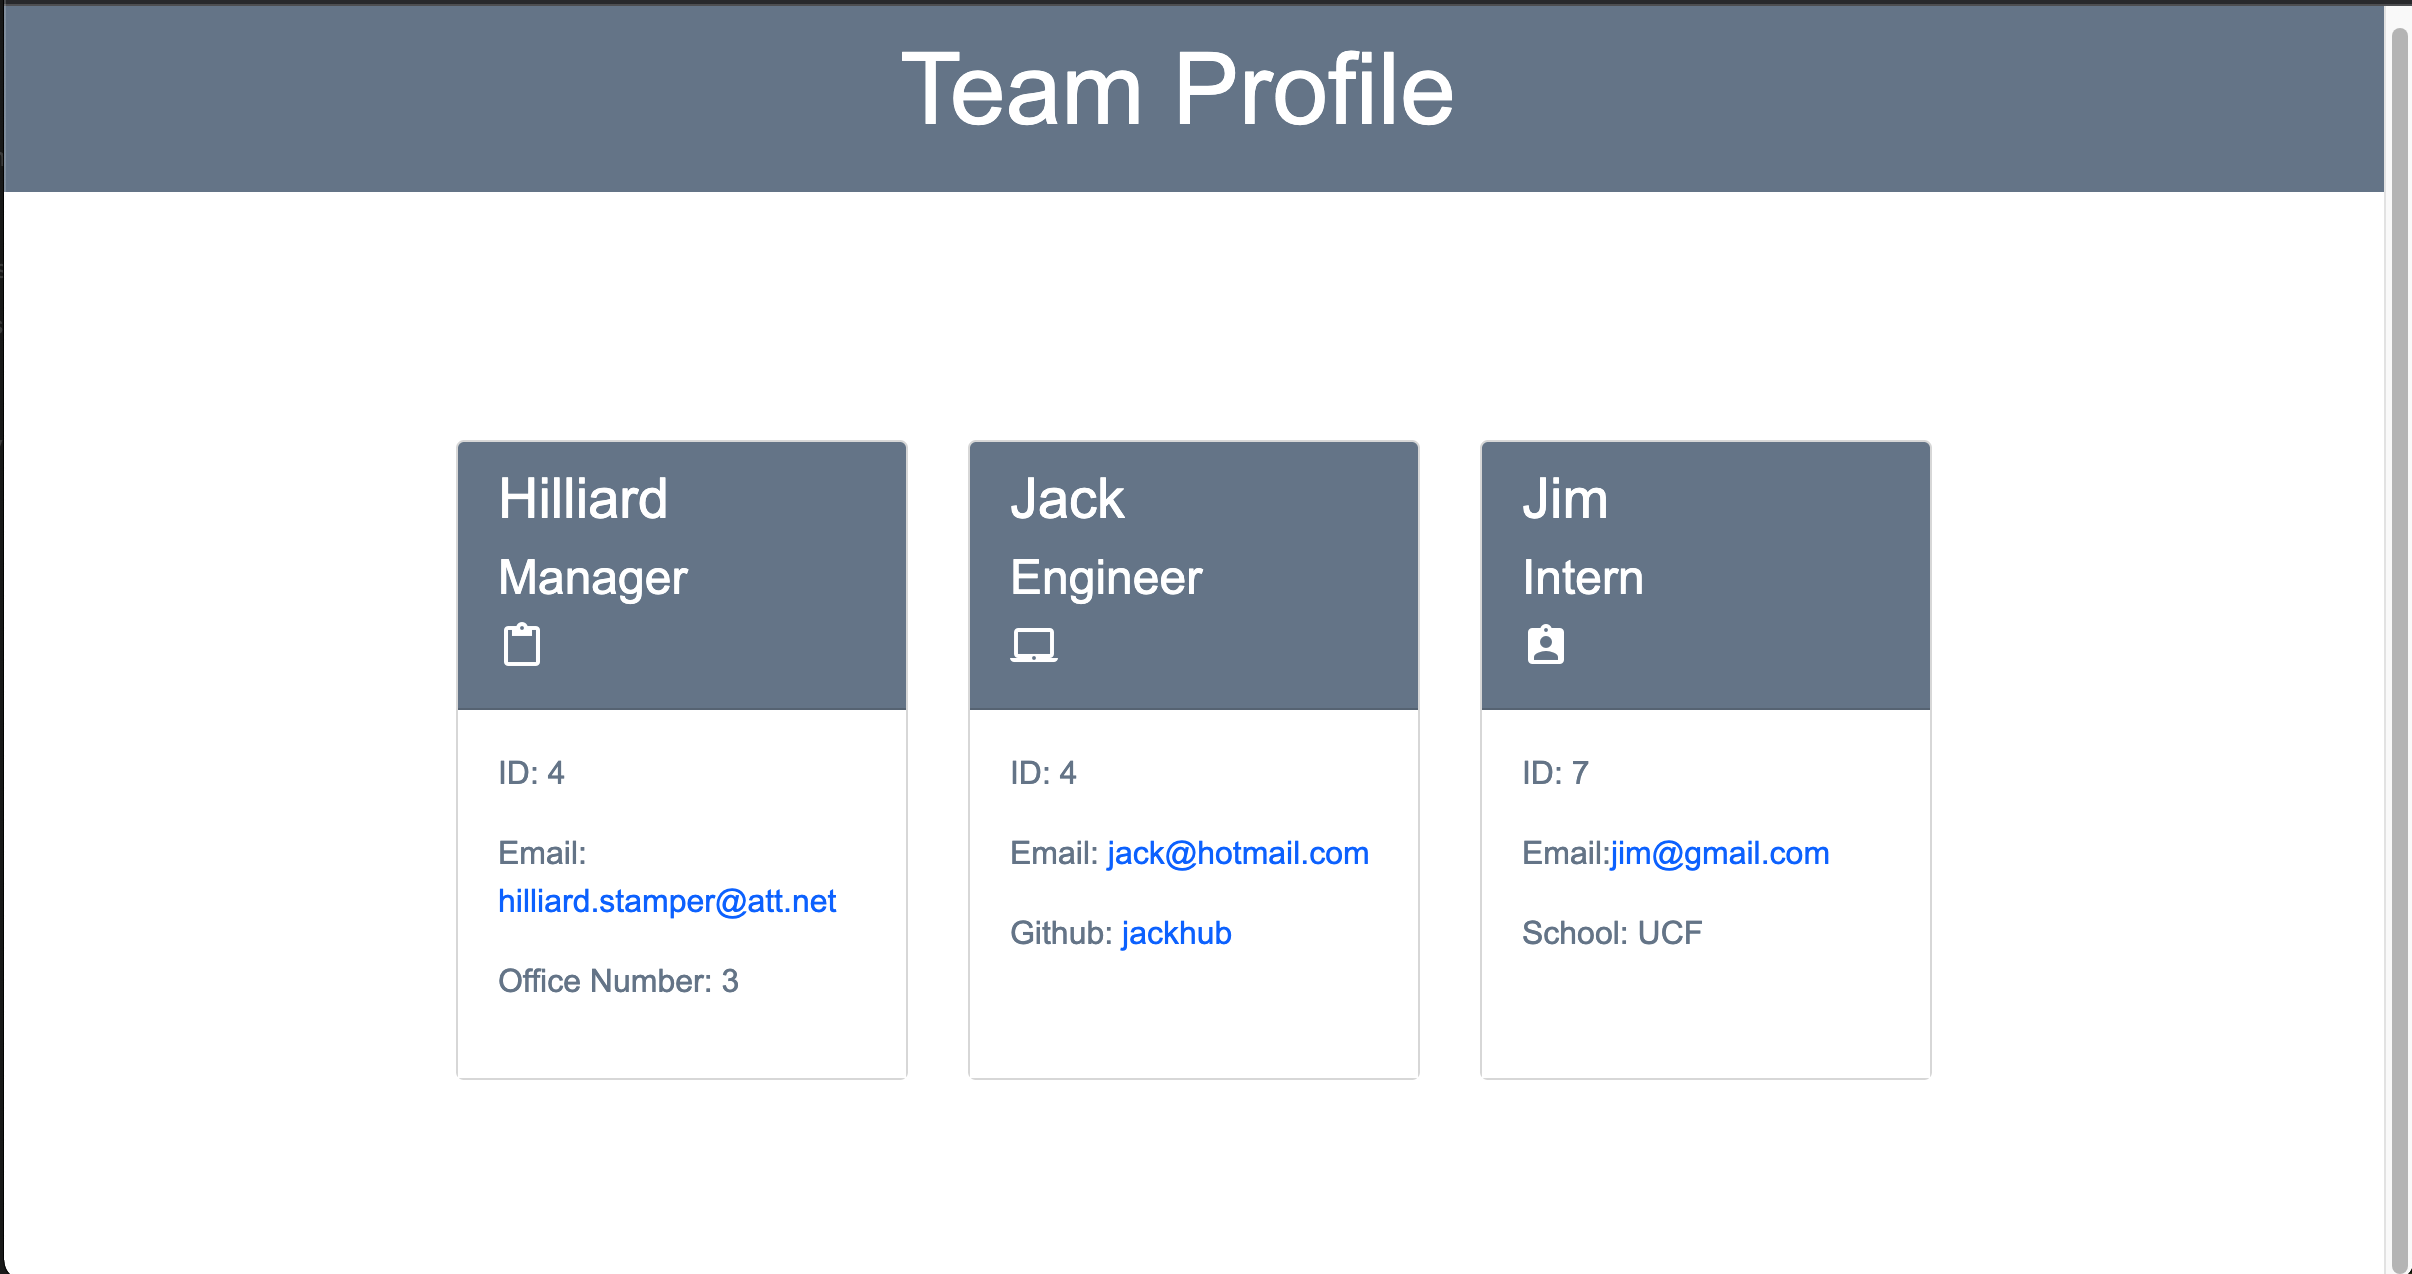 Team Profile
Hilliard
Manager
ID: 4
Email:
hilliard.stamper@att.net
Office Number: 3
Jack
Engineer
ID: 4
Email: jack@hotmail.com
Github: jackhub
Jim
Intern
ID: 7
Email:jim@gmail.com
School: UCF